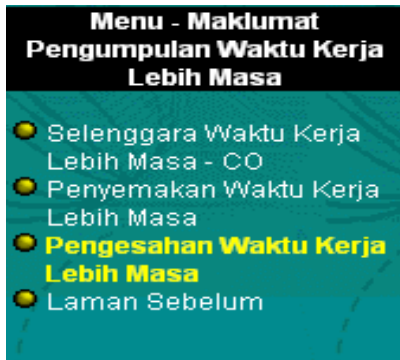 Menu - Maklumat
Pengumpulan Waktu Kerja
Lebih Masa
Selenggara Waktu Kerja
Lebih Masa - CO
Penyemakan Waktu Kerja
Lebih Masa
Pengesahan Waktu Kerja
Lebih Masa
Laman Sebelum